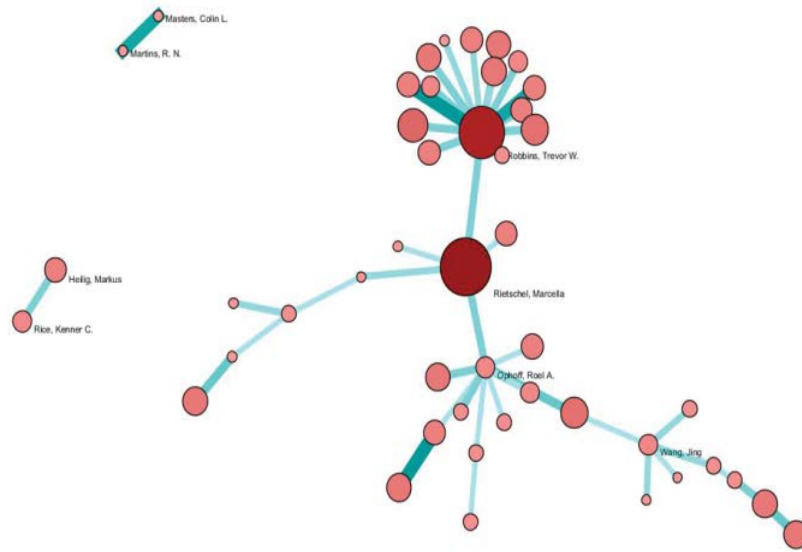 Masters, Colin L.
Martins, R. N.
Robbins, Trevor W.
Heilig, Markus
Rietschel, Marcella
Rice, Kenner C.
Ophoff, Roel A.
Wang, Jing